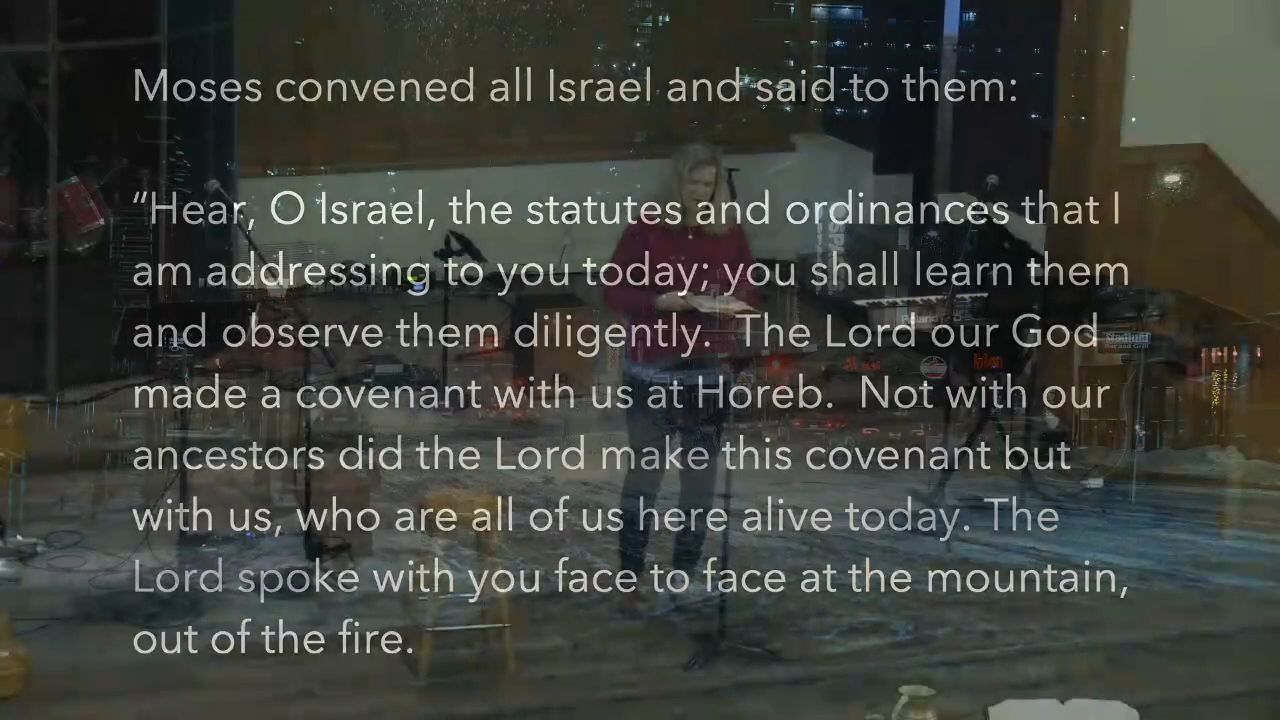 Moses convened all Israel and said to them:
“Hear, O Israel, the statutes and ordinances that I
am addressing to you today; you shall learn them
and observe them diligently.  The Lord our God
made a covenant with us at Horeb.  Not with our
ancestors did the Lord make this covenant but
with us, who are all of us here alive today. The
Lord spoke with you face to face at the mountain,
out of the fire.